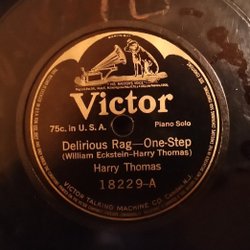 Victor
75c. in U.S.A.
Piano Solo
Delirious Rag—One-Step
(William Eckstein-Harry Thomas)
Harry Thomas
18229-A
VICTOR TALKING MACHINE CO.
Camden, N.J.